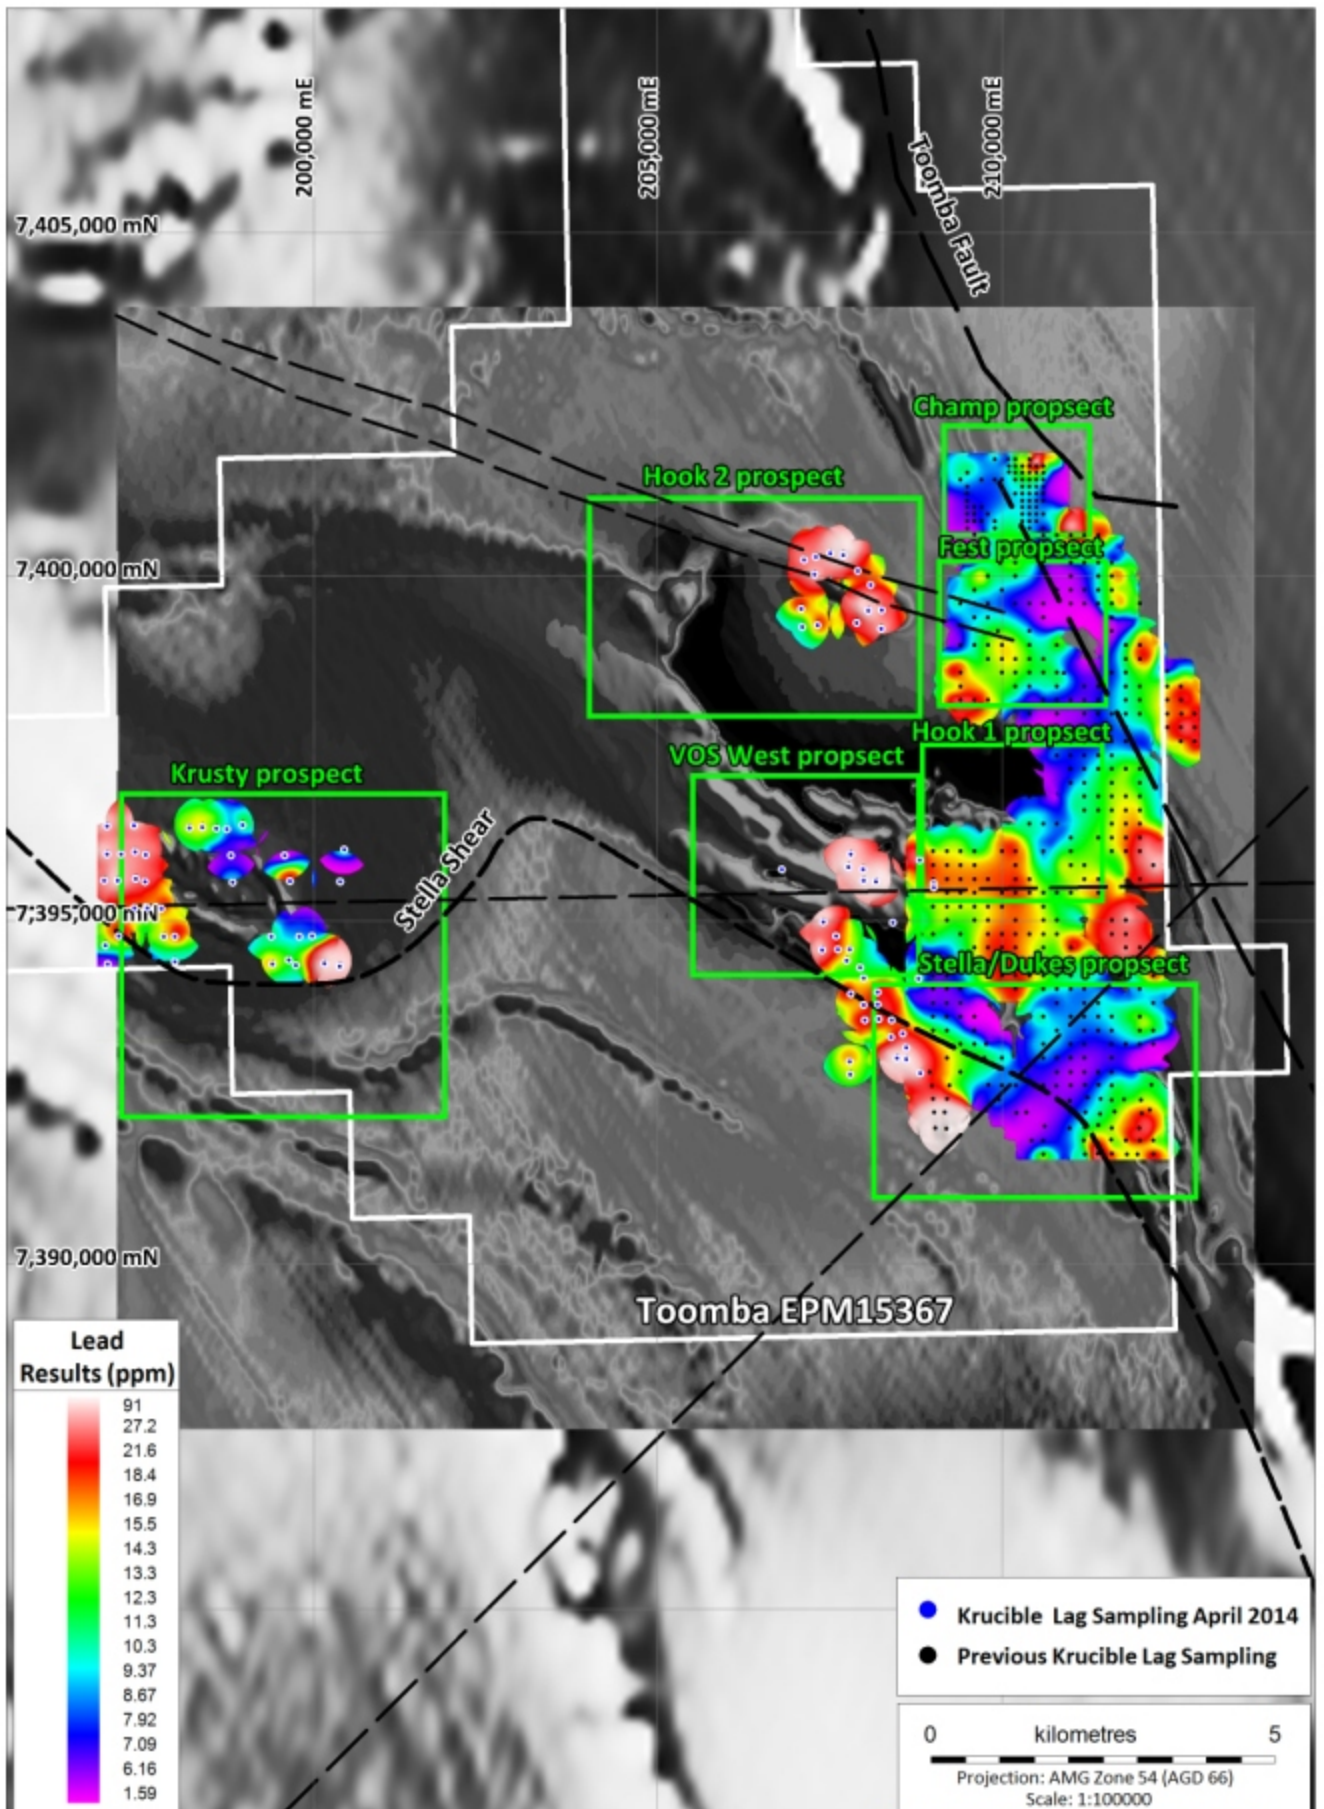 200,000 mE
205,000 mE
210,000 mE
Toomba Fault
7,405,000 mN
Champ propsect
Hook 2 prospect
Fest propsect
7,400,000 mN
Hook 1 propsect
VOS West propsect
Krusty prospect
Stella Shear
7,395,000 mN
Stella/Dukes propsect
7,390,000 mN
Toomba EPM15367
Lead
Results (ppm)
91
27.2
21.6
18.4
16.9
15.5
14.3
13.3
12.3
11.3
10.3
9.37
8.67
7.92
7.09
6.16
1.59
Krucible Lag Sampling April 2014
Previous Krucible Lag Sampling
0 kilometres 5
Projection: AMG Zone 54 (AGD 66)
Scale: 1:100000